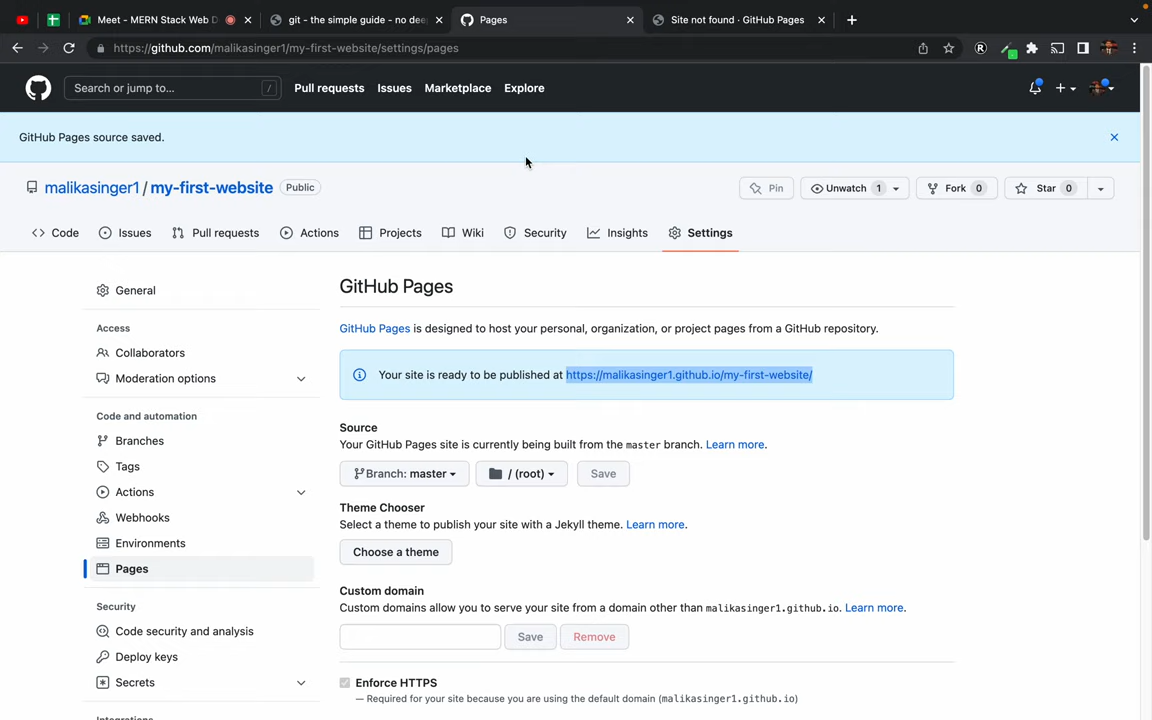 Meet - MERN Stack Web D
git - the simple guide - no dee
Pages
Site not found · GitHub Pages
https://github.com/malikasinger1/my-first-website/settings/pages
Search or jump to...
/
Pull requests
Issues
Marketplace
Explore
GitHub Pages source saved.
malikasinger1 / my-first-website
Public
Pin
Unwatch 1
Fork 0
Star 0
Code
Issues
Pull requests
Actions
Projects
Wiki
Security
Insights
Settings
General
Access
Collaborators
Moderation options
Code and automation
Branches
Tags
Actions
Webhooks
Environments
Pages
Security
Code security and analysis
Deploy keys
Secrets
Integrations
GitHub Pages
GitHub Pages is designed to host your personal, organization, or project pages from a GitHub repository.
Your site is ready to be published at https://malikasinger1.github.io/my-first-website/
Source
Your GitHub Pages site is currently being built from the master branch. Learn more.
Branch: master
/ (root)
Save
Theme Chooser
Select a theme to publish your site with a Jekyll theme. Learn more.
Choose a theme
Custom domain
Custom domains allow you to serve your site from a domain other than malikasinger1.github.io. Learn more.
Save
Remove
Enforce HTTPS
— Required for your site because you are using the default domain (malikasinger1.github.io)